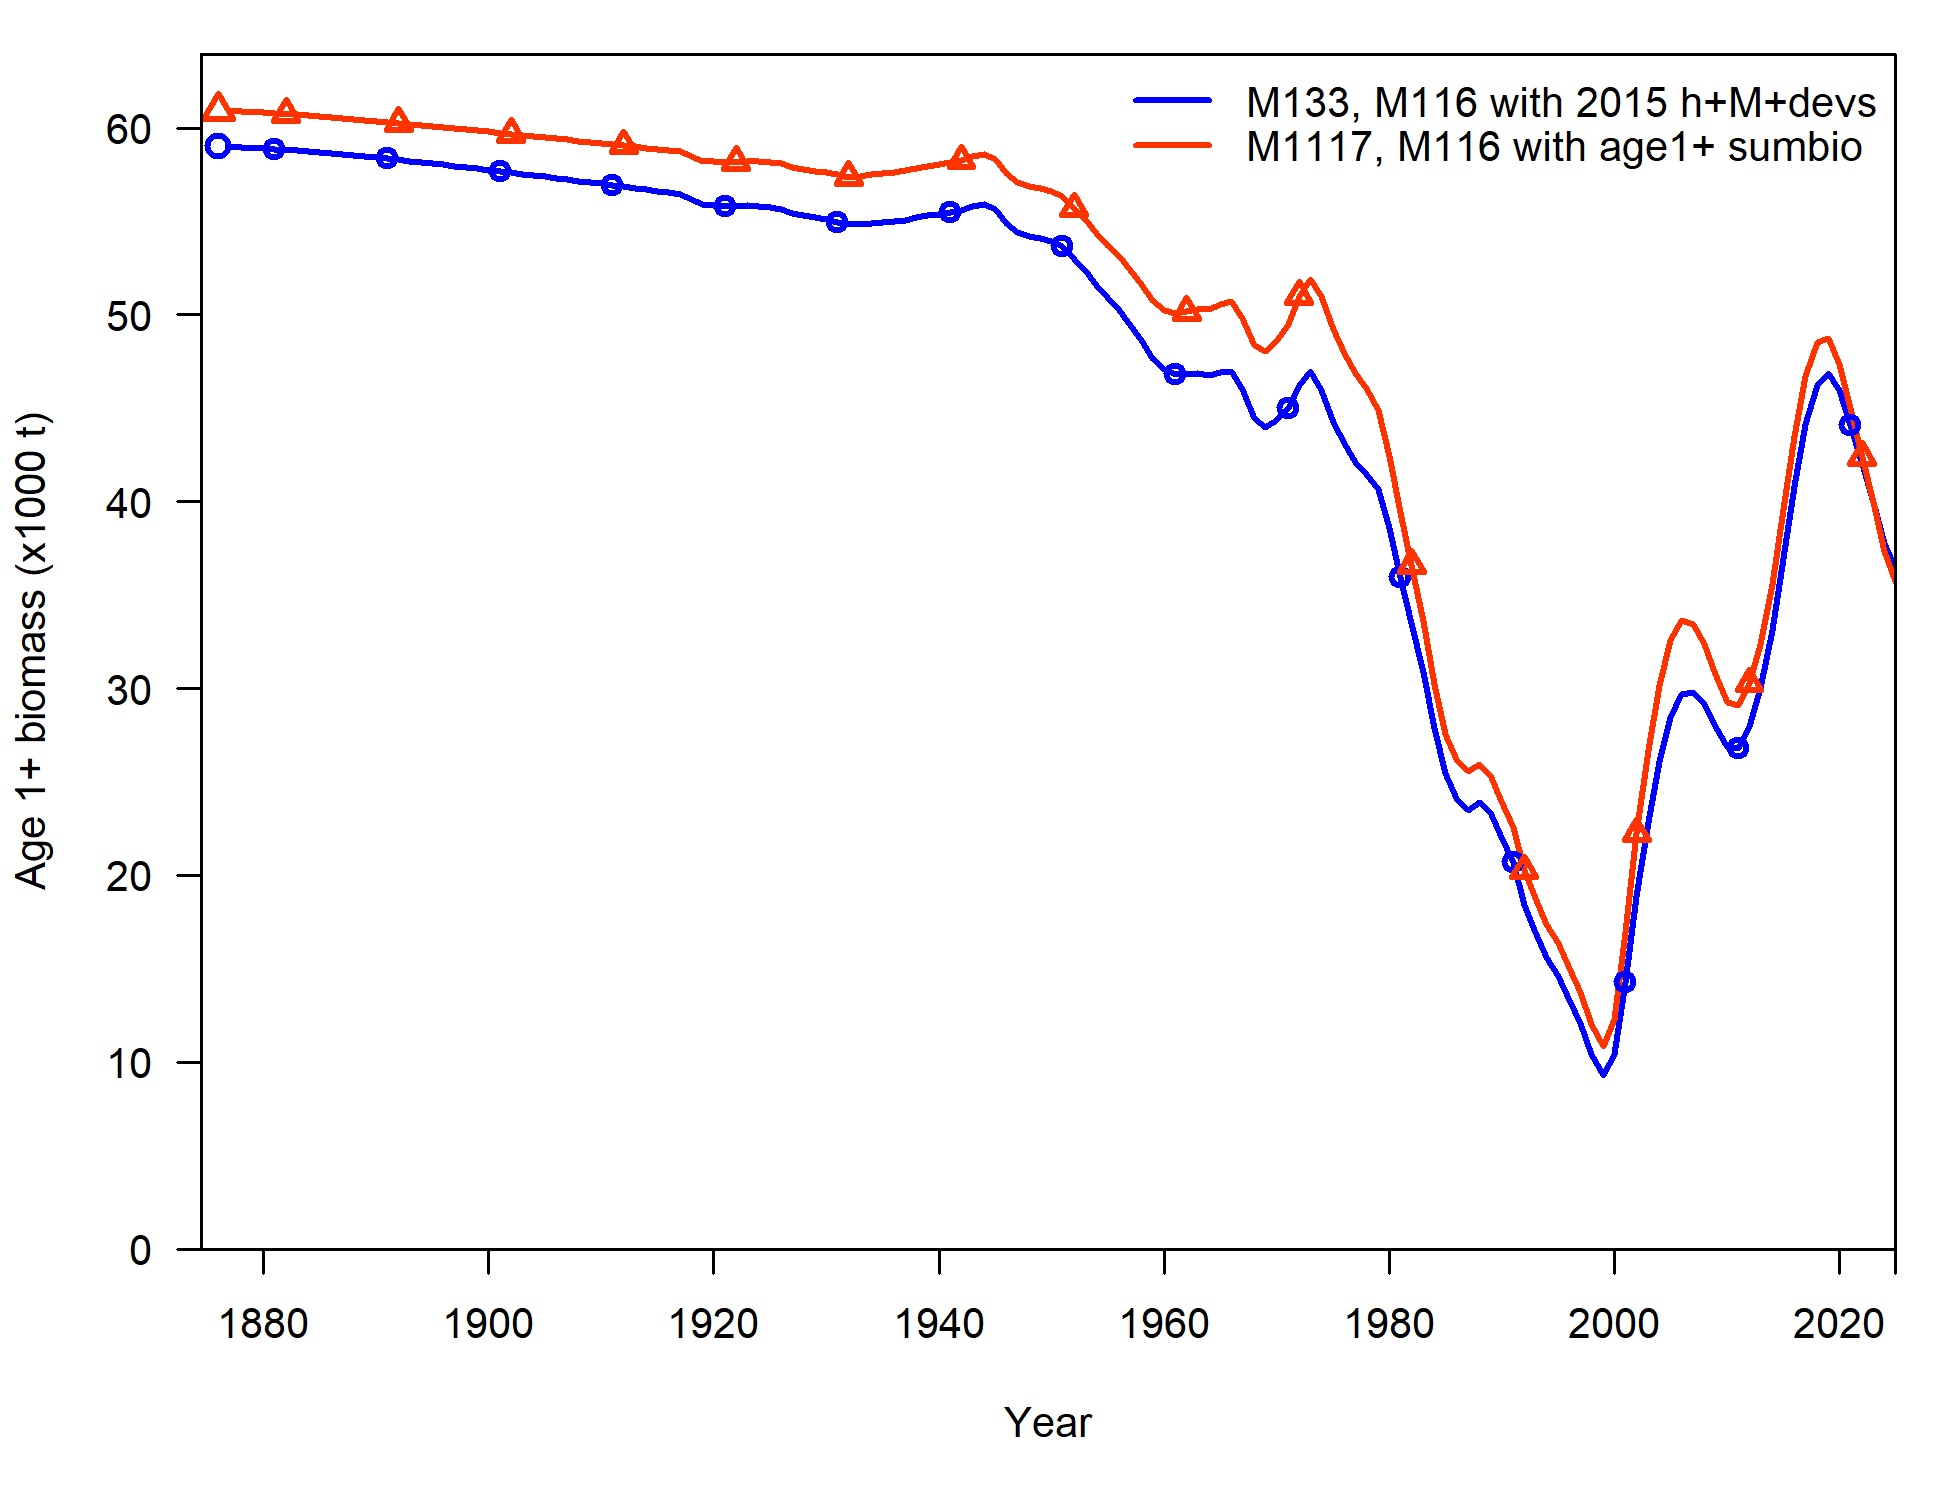 M133, M116 with 2015 h+M+devs
M1117, M116 with age1+ sumbio
Age 1+ biomass (x1000 t)
60
50
40
30
20
10
0
1880 1900 1920 1940 1960 1980 2000 2020
Year